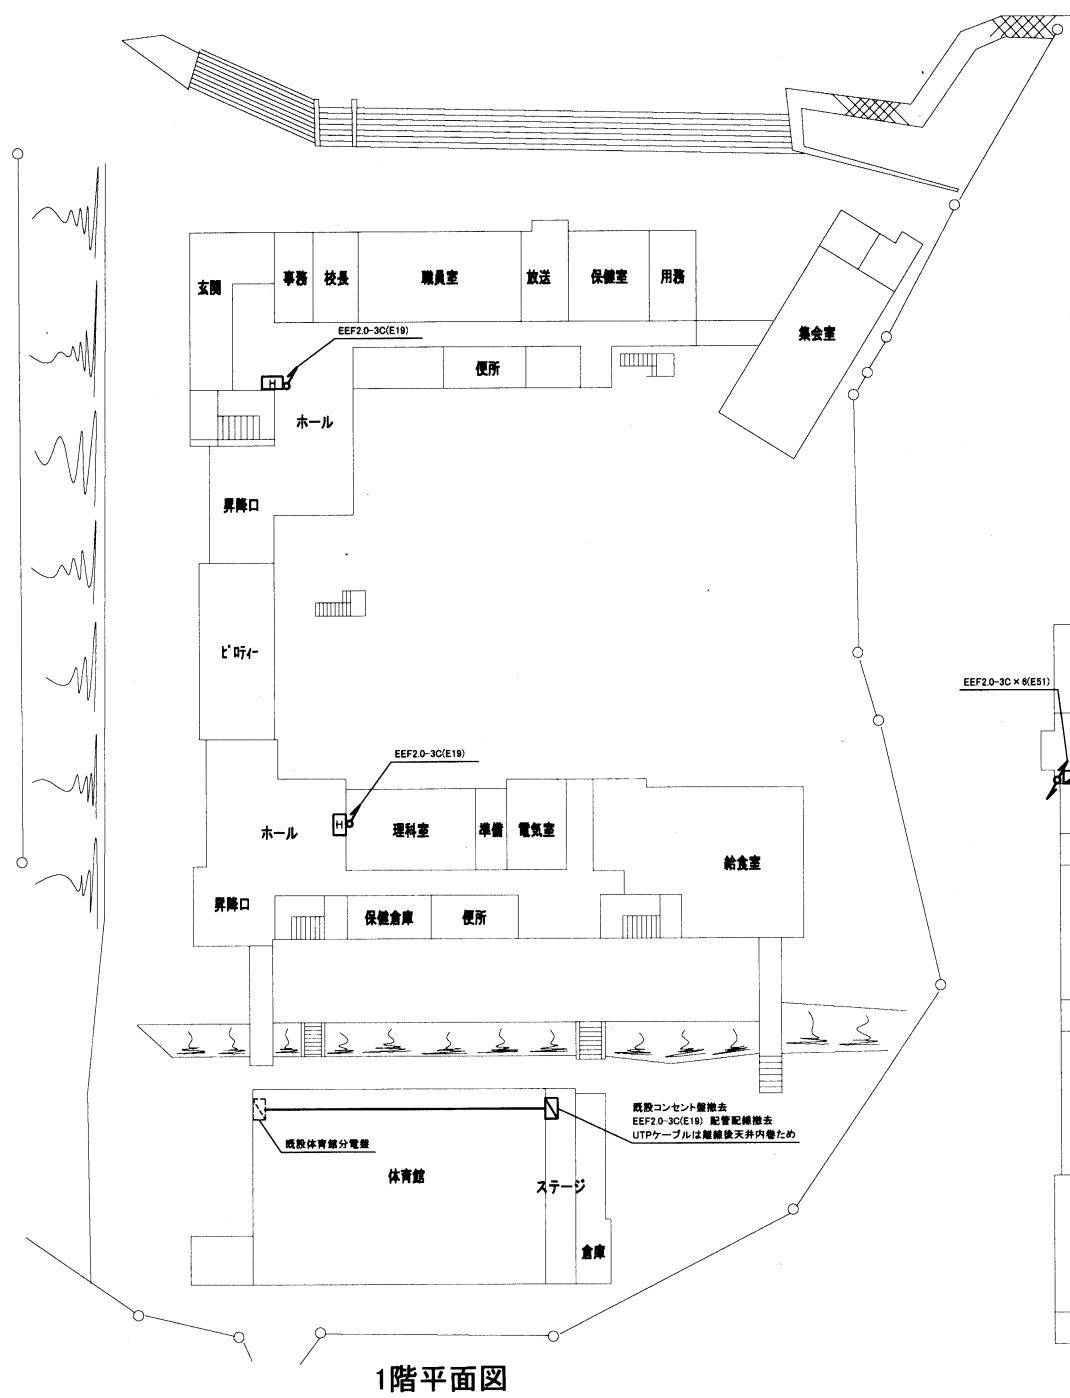 玄関
事務
校長
職員室
放送
保健室
用務
集会室
EEF2.0-3C(E19)
便所
H
ホール
昇降口
ピロティー
EEF2.0-3C×6(E51)
EEF2.0-3C(E19)
H
ホール
理科室
準備
電気室
給食室
昇降口
保健倉庫
便所
既設コンセント盤撤去
EEF2.0-3C(E19) 配管配線撤去
UTPケーブルは離線後天井内巻ため
既設体育館分電盤
体育館
ステージ
倉庫
1階平面図